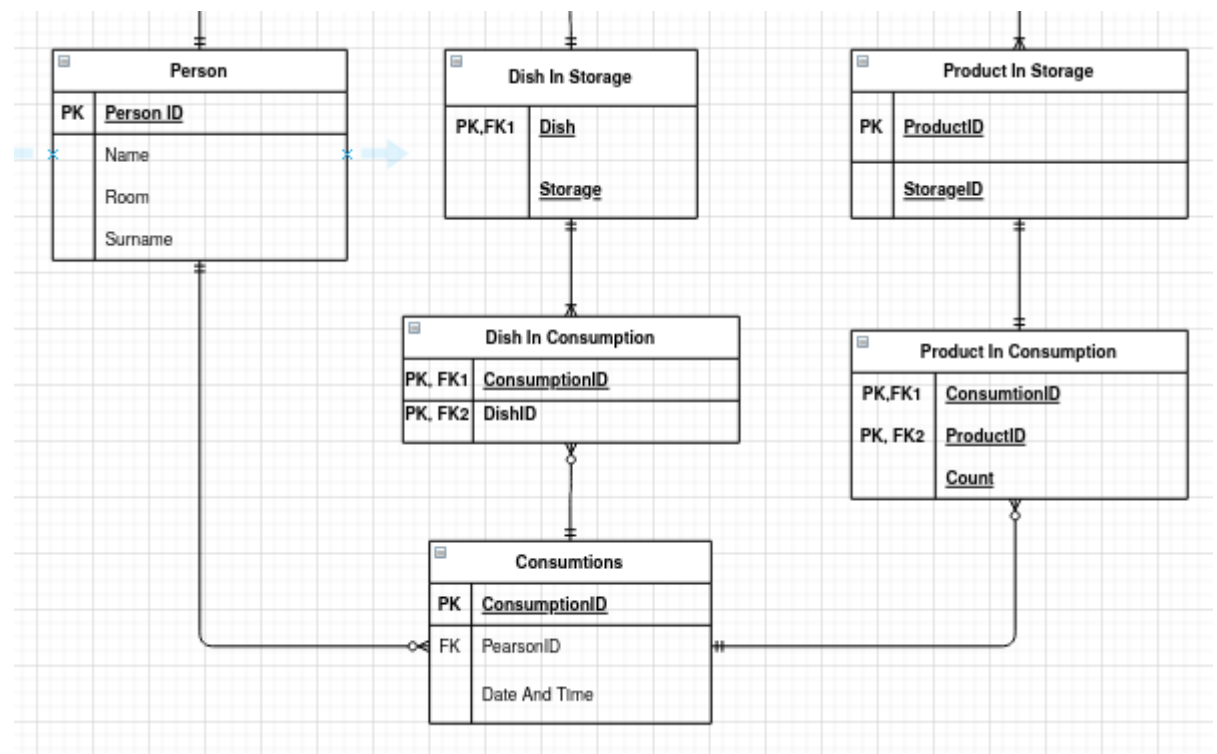 Person
PK Person ID
Name
Room
Surname
Dish In Storage
PK,FK1 Dish
Storage
Product In Storage
PK ProductID
StorageID
Dish In Consumption
PK, FK1 ConsumptionID
PK, FK2 DishID
Product In Consumption
PK,FK1 ConsumtionID
PK, FK2 ProductID
Count
Consumtions
PK ConsumptionID
FK PearsonID
Date And Time